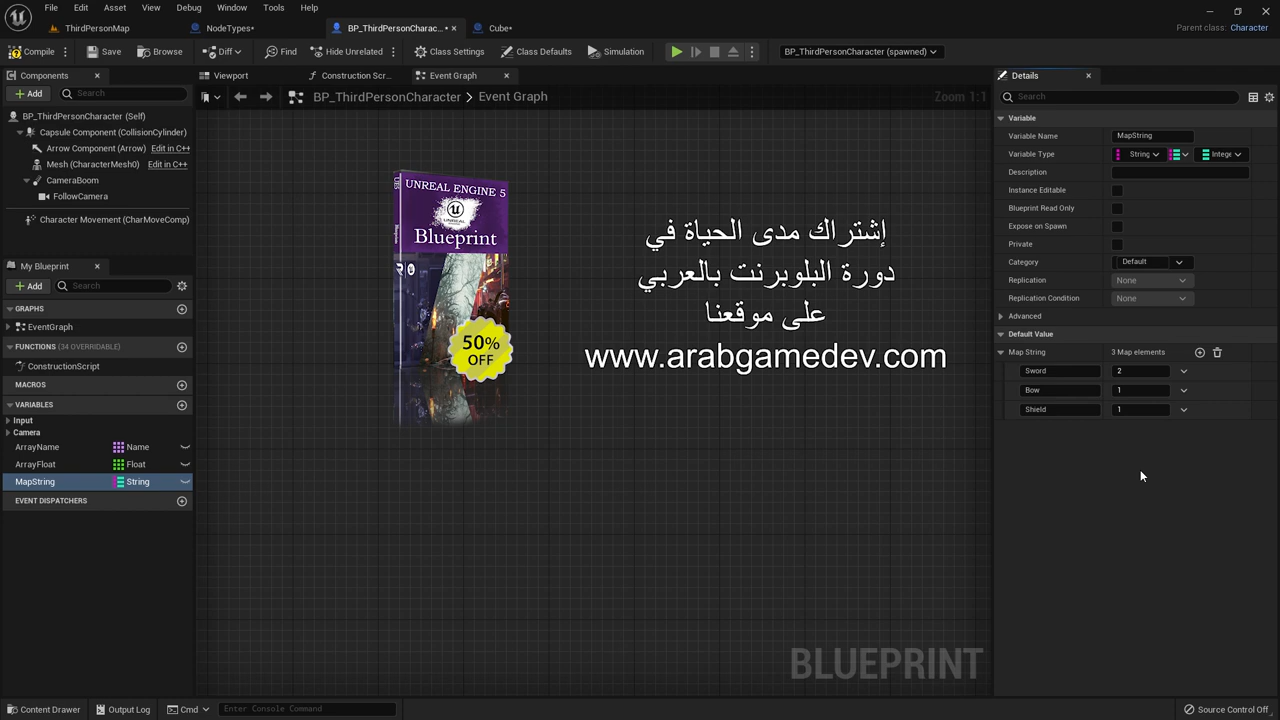 File Edit Asset View Debug Window Tools Help
ThirdPersonMap NodeTypes* BP_ThirdPersonCharac...* Cube*
Parent class: Character
Compile Save Browse Diff Find Hide Unrelated Class Settings Class Defaults Simulation BP_ThirdPersonCharacter (spawned)
Components
Add Search
BP_ThirdPersonCharacter (Self)
Capsule Component (CollisionCylinder)
Arrow Component (Arrow) Edit in C++
Mesh (CharacterMesh0) Edit in C++
CameraBoom
FollowCamera
Character Movement (CharMoveComp)
My Blueprint
Add Search
GRAPHS
EventGraph
FUNCTIONS (34 OVERRIDABLE)
ConstructionScript
MACROS
VARIABLES
Input
Camera
ArrayName Name
ArrayFloat Float
MapString String
EVENT DISPATCHERS
Viewport Construction Scr... Event Graph
BP_ThirdPersonCharacter > Event Graph Zoom 1:1
UNREAL ENGINE 5
UNREAL
Blueprint
50%
OFF
إشتراك مدى الحياة في
دورة البلوبرنت بالعربي
على موقعنا
www.arabgamedev.com
BLUEPRINT
Details
Search
Variable
Variable Name MapString
Variable Type String Intege
Description
Instance Editable
Blueprint Read Only
Expose on Spawn
Private
Category Default
Replication None
Replication Condition None
Advanced
Default Value
Map String 3 Map elements
Sword 2
Bow 1
Shield 1
Content Drawer Output Log Cmd Enter Console Command Source Control Off